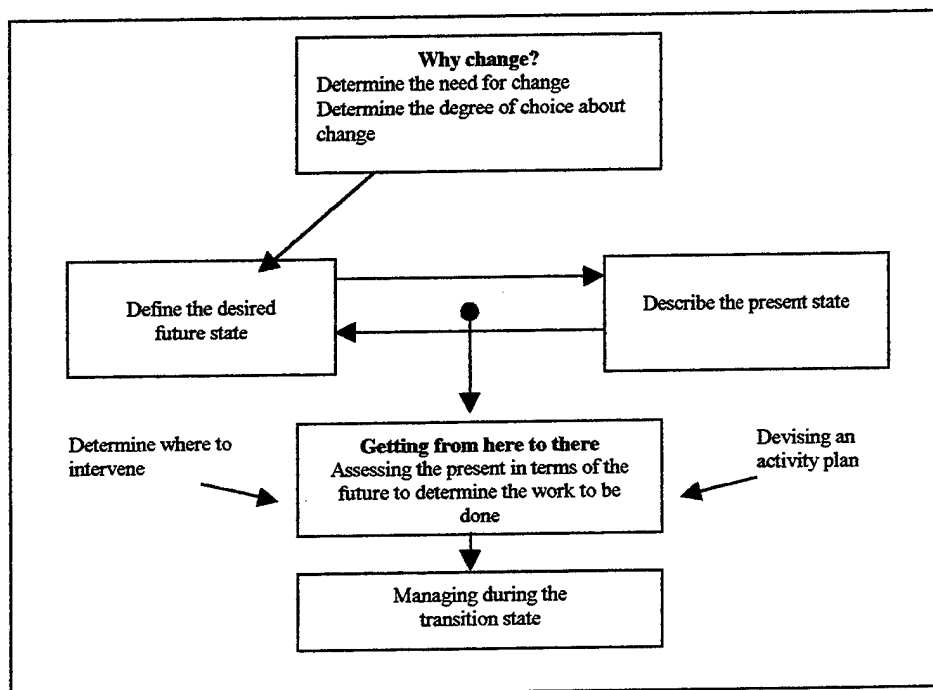 Why change?
Determine the need for change
Determine the degree of choice about
change
Define the desired
future state
Describe the present state
Determine where to
intervene
Getting from here to there
Assessing the present in terms of the
future to determine the work to be
done
Devising an
activity plan
Managing during the
transition state